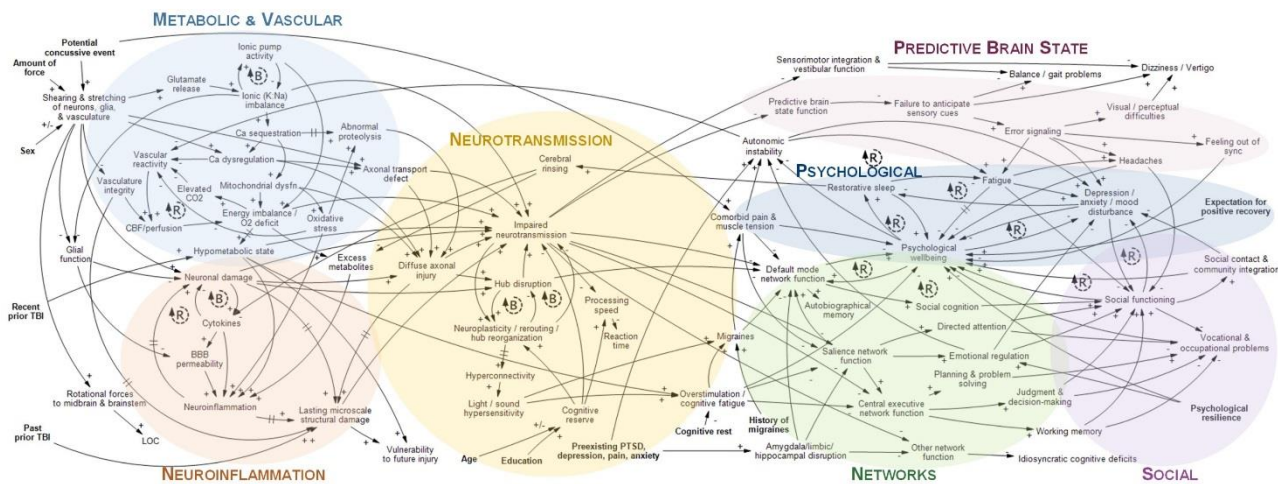 METABOLIC & VASCULAR
Potential
concussive event
Amount of
force
Shearing & stretching
of neurons, glia,
& vasculature
+/-
Sex
Glutamate
release
Ionic pump
activity
B
Ionic (K:Na)
imbalance
Ca sequestration
Abnormal
proteolysis
Vascular
reactivity
Ca dysregulation
Axonal transport
defect
Vasculature
integrity
Elevated
CO2
Mitochondrial dysfn
R
CBF/perfusion
Energy imbalance /
O2 deficit
Oxidative
stress
Glial
function
Hypometabolic state
Excess
metabolites
Recent
prior TBI
Neuronal damage
B
R
Cytokines
BBB
permeability
Neuroinflammation
Lasting microscale
structural damage
Rotational forces
to midbrain & brainstem
Past
prior TBI
LOC
Vulnerability
to future injury
NEUROINFLAMMATION
NEUROTRANSMISSION
Cerebral
rinsing
Impaired
neurotransmission
Diffuse axonal
injury
Hub disruption
B
B
Processing
speed
Neuroplasticity / rerouting /
hub reorganization
Reaction
time
Hyperconnectivity
Light / sound
hypersensitivity
Cognitive
reserve
+/-
Age
Education
Preexisting PTSD,
depression, pain, anxiety
PREDICTIVE BRAIN STATE
Sensorimotor integration &
vestibular function
Balance / gait problems
Dizziness / Vertigo
Predictive brain
state function
Failure to anticipate
sensory cues
Visual / perceptual
difficulties
Error signaling
Feeling out of
sync
Headaches
Autonomic
instability
R
PSYCHOLOGICAL
Restorative sleep
R
Fatigue
R
Depression /
anxiety / mood
disturbance
Expectation for
positive recovery
Comorbid pain &
muscle tension
R
R
Psychological
wellbeing
R
Default mode
network function
R
R
R
Social contact &
community integration
Autobiographical
memory
Social cognition
Social functioning
Directed attention
Migraines
Salience network
function
Emotional regulation
Vocational
& occupational problems
Planning & problem
solving
Overstimulation /
cognitive fatigue
Central executive
network function
Judgment &
decision-making
Psychological
resilience
Cognitive rest
History of
migraines
Working memory
Amygdala/limbic/
hippocampal disruption
Other network
function
Idiosyncratic cognitive deficits
NETWORKS
SOCIAL